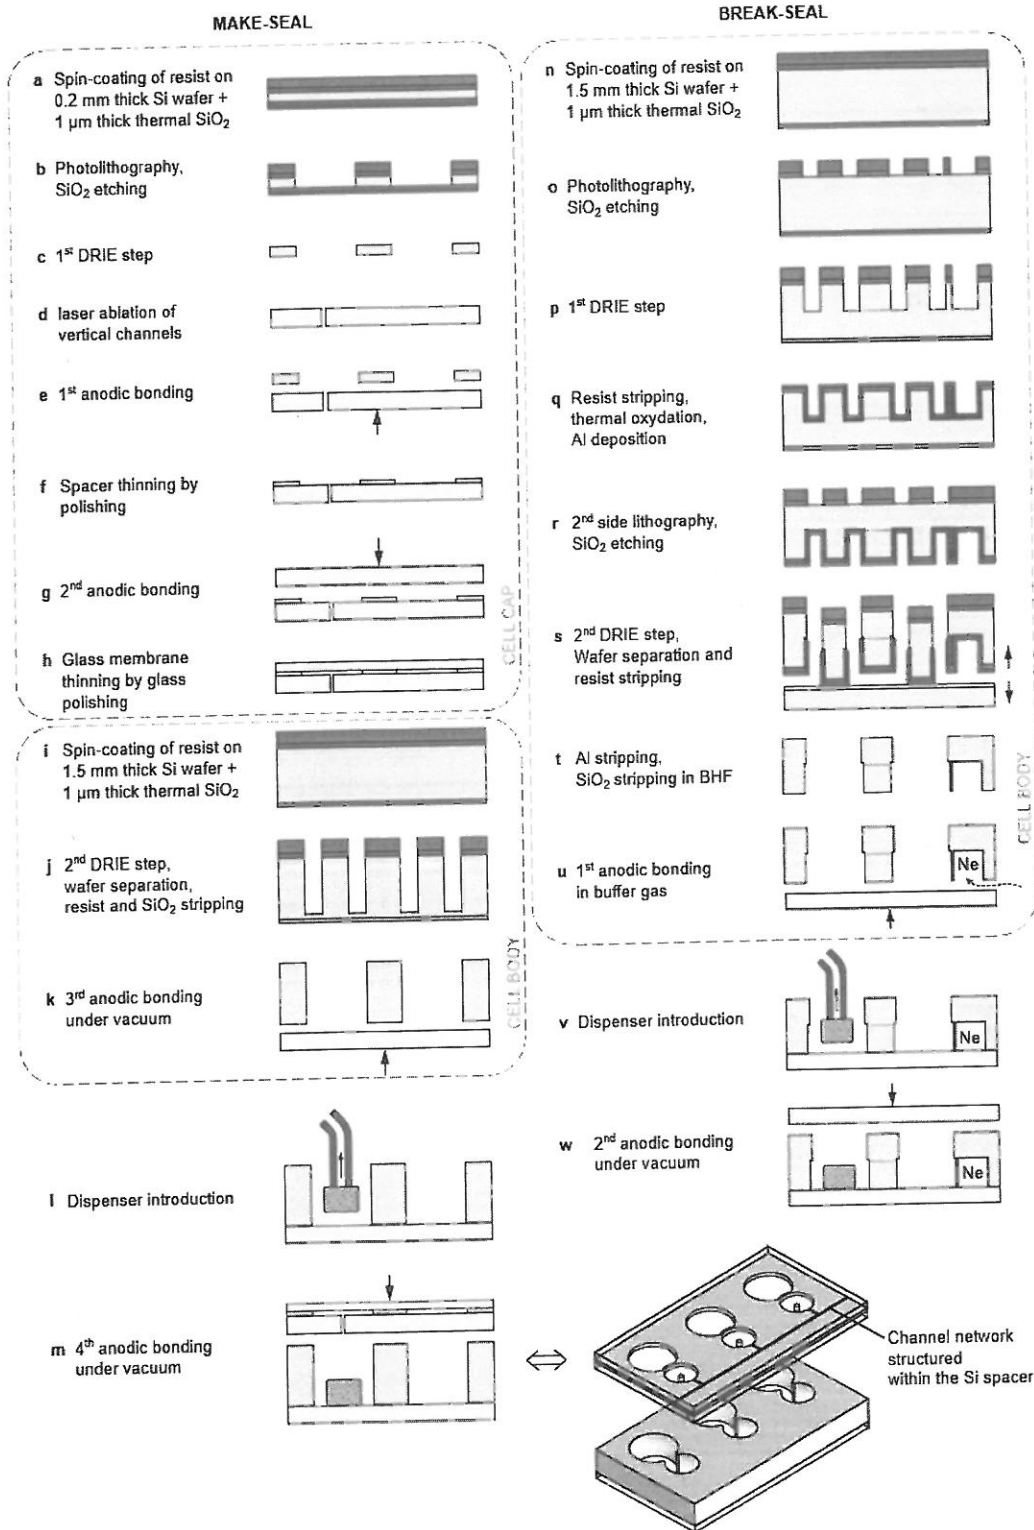 MAKE-SEAL
a Spin-coating of resist on
0.2 mm thick Si wafer +
1 µm thick thermal SiO₂
b Photolithography,
SiO₂ etching
c 1ˢᵗ DRIE step
d laser ablation of
vertical channels
e 1ˢᵗ anodic bonding
f Spacer thinning by
polishing
g 2ⁿᵈ anodic bonding
h Glass membrane
thinning by glass
polishing
CELL CAP
i Spin-coating of resist on
1.5 mm thick Si wafer +
1 µm thick thermal SiO₂
j 2ⁿᵈ DRIE step,
wafer separation,
resist and SiO₂ stripping
k 3ʳᵈ anodic bonding
under vacuum
CELL BODY
l Dispenser introduction
m 4ᵗʰ anodic bonding
under vacuum
BREAK-SEAL
n Spin-coating of resist on
1.5 mm thick Si wafer +
1 µm thick thermal SiO₂
o Photolithography,
SiO₂ etching
p 1ˢᵗ DRIE step
q Resist stripping,
thermal oxydation,
Al deposition
r 2ⁿᵈ side lithography,
SiO₂ etching
s 2ⁿᵈ DRIE step,
Wafer separation and
resist stripping
t Al stripping,
SiO₂ stripping in BHF
u 1ˢᵗ anodic bonding
in buffer gas
Ne
CELL BODY
v Dispenser introduction
Ne
w 2ⁿᵈ anodic bonding
under vacuum
Ne
Channel network
structured
within the Si spacer